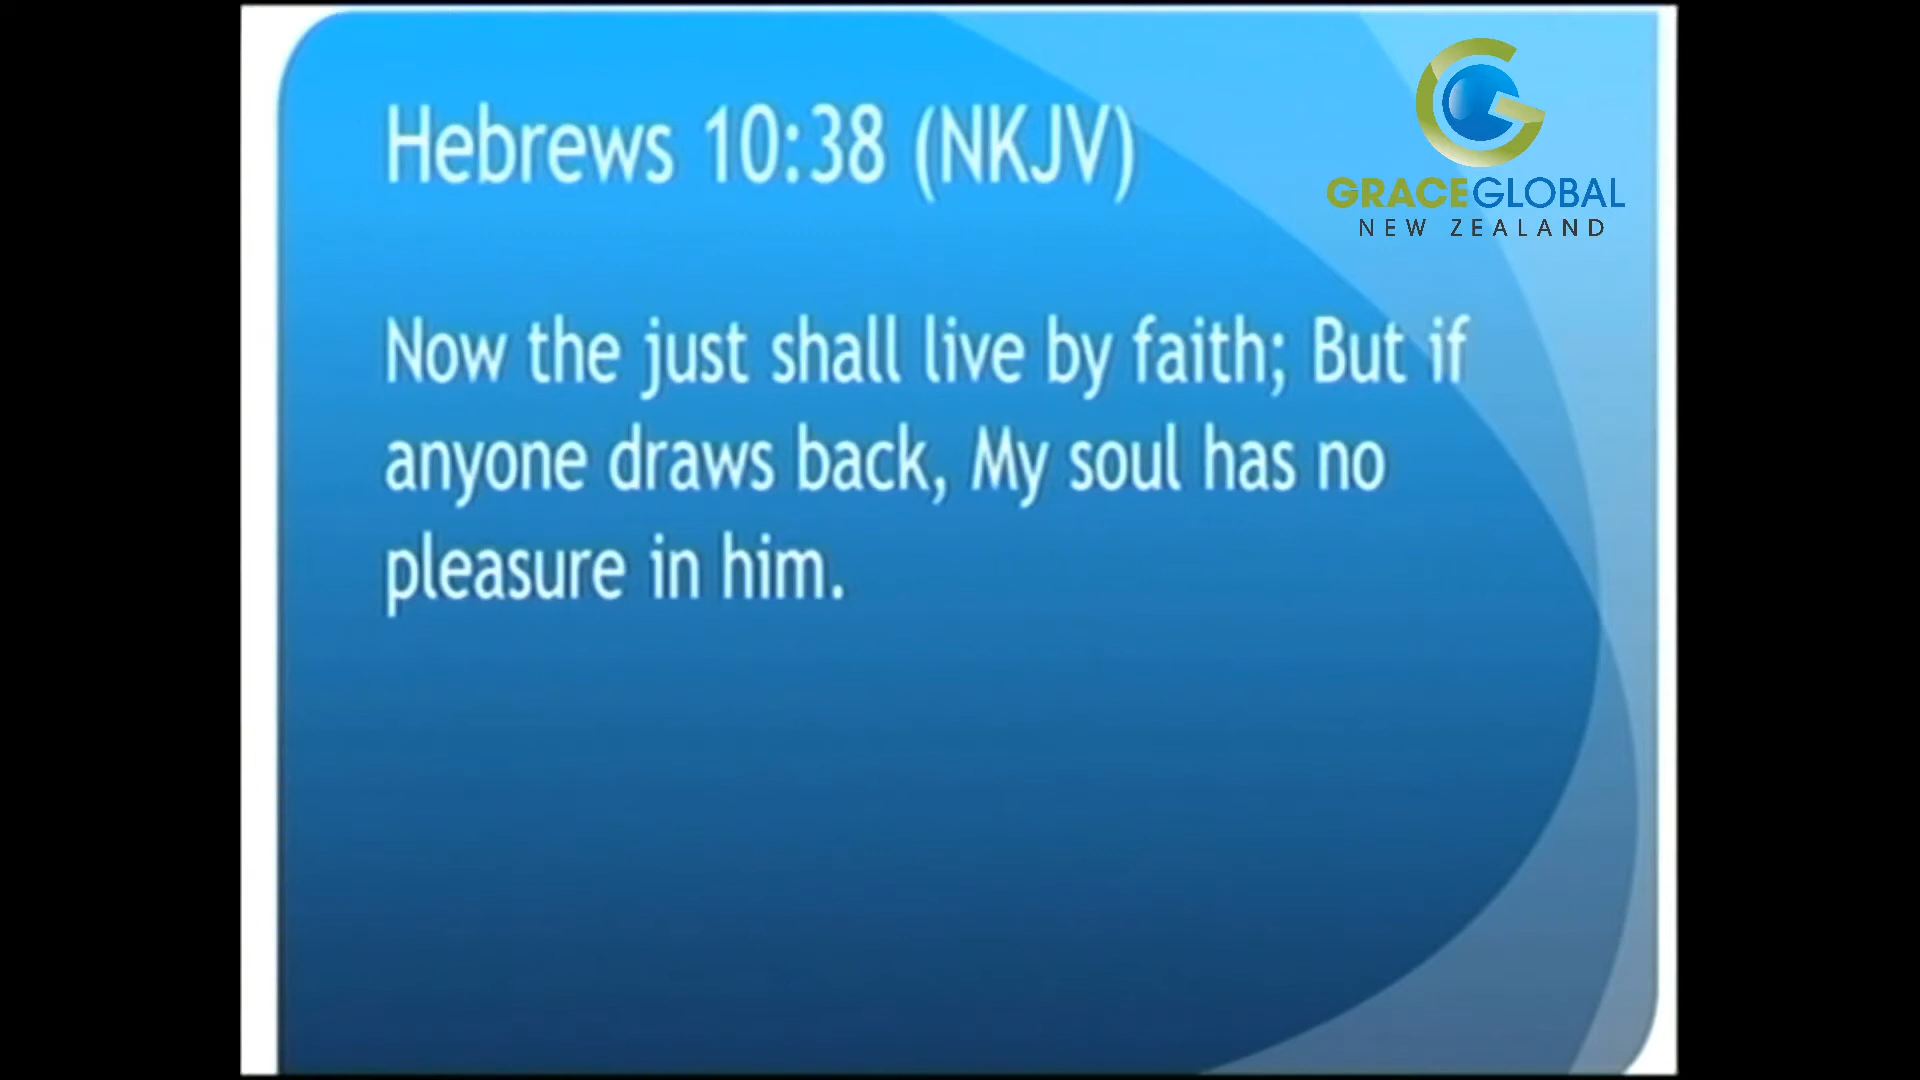 Hebrews 10:38 (NKJV)
GRACEGLOBAL
NEW ZEALAND
Now the just shall live by faith; But if
anyone draws back, My soul has no
pleasure in him.